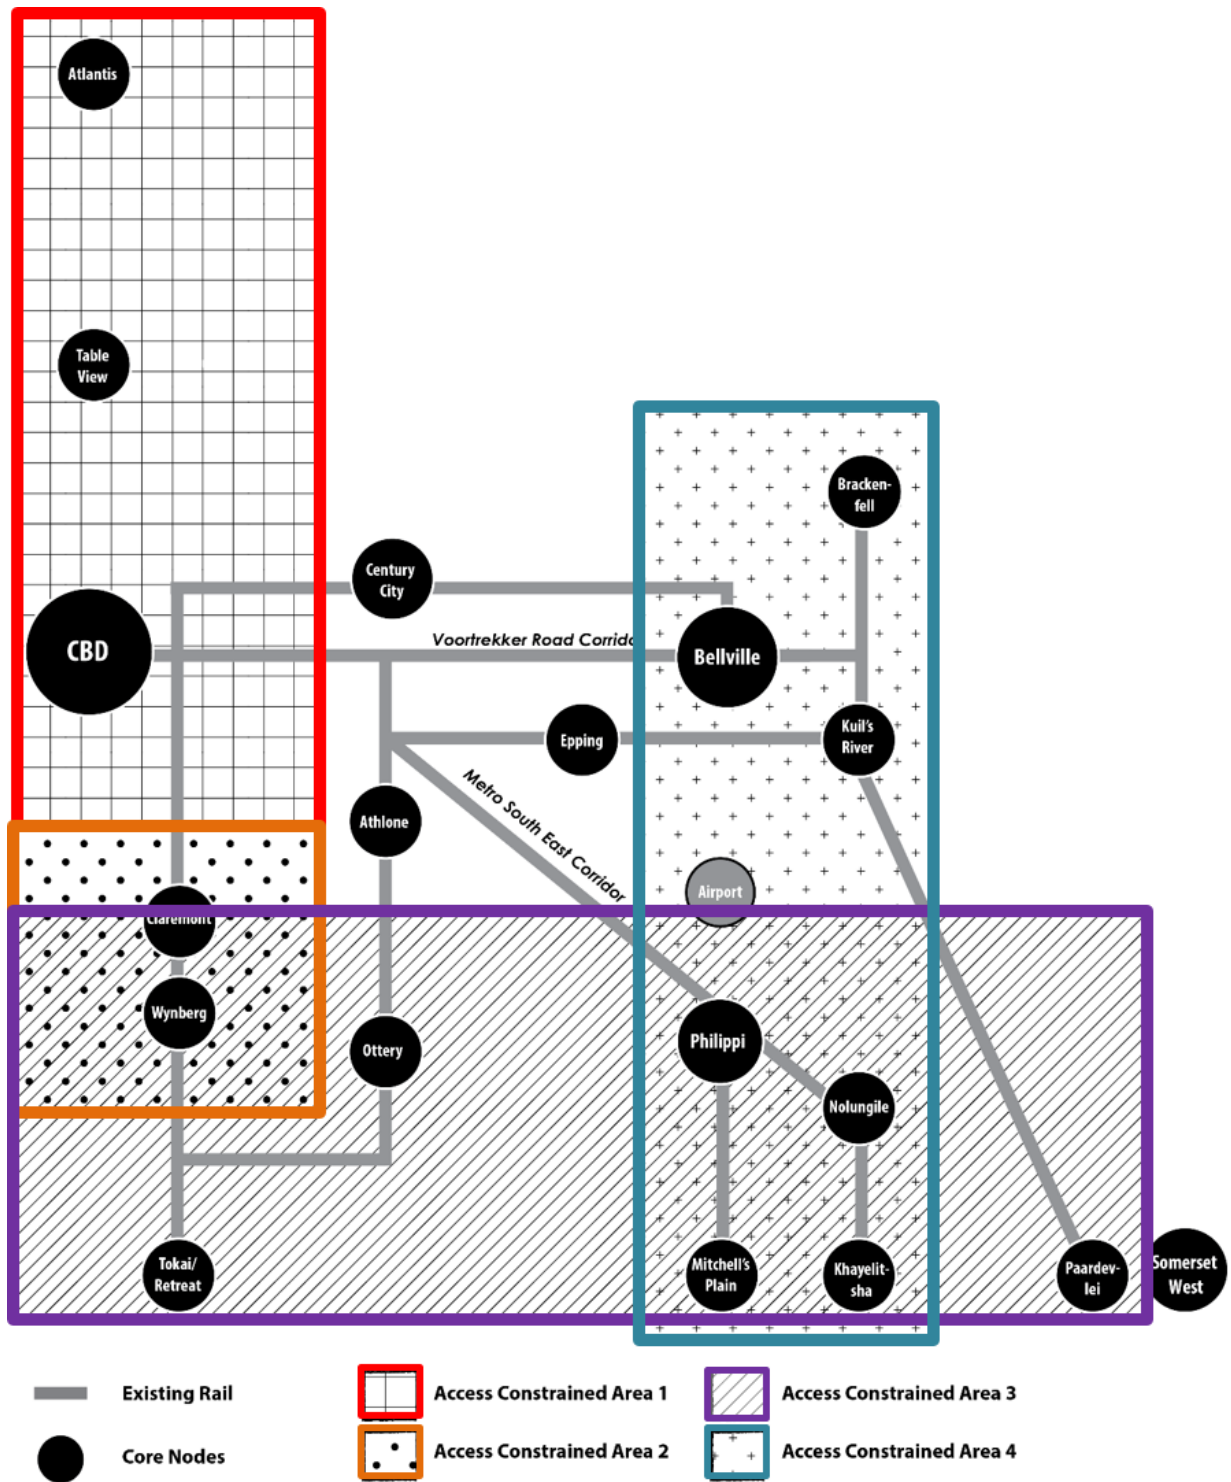 Atlantis
Table
View
Bracken-
fell
Century
City
Voortrekker Road Corrido
CBD
Bellville
Kuil's
River
Epping
Metro South East Corridor
Athlone
Airport
Claremont
Wynberg
Ottery
Philippi
Nolungile
Tokai/
Retreat
Mitchell's
Plain
Khayelit-
sha
Paardev-
lei
Somerset
West
Existing Rail
Access Constrained Area 1
Access Constrained Area 3
Core Nodes
Access Constrained Area 2
Access Constrained Area 4